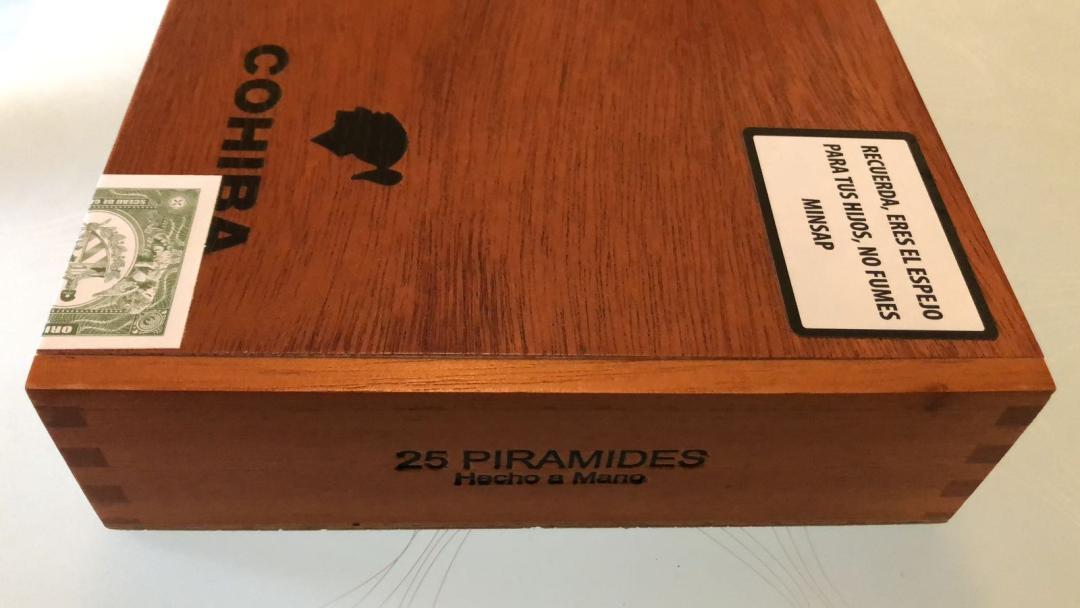 COHIBA
RECUERDA, ERES EL ESPEJO
PARA TUS HIJOS, NO FUMES
MINSAP
25 PIRAMIDES
Hecho a Mano